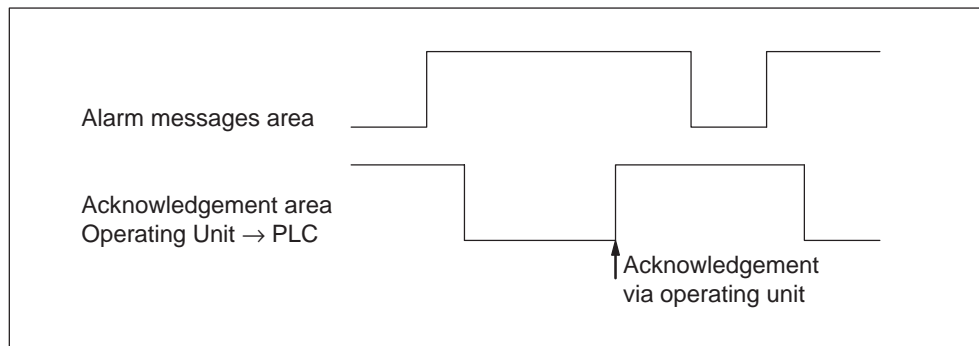 Alarm messages area
Acknowledgement area
Operating Unit → PLC
Acknowledgement
via operating unit